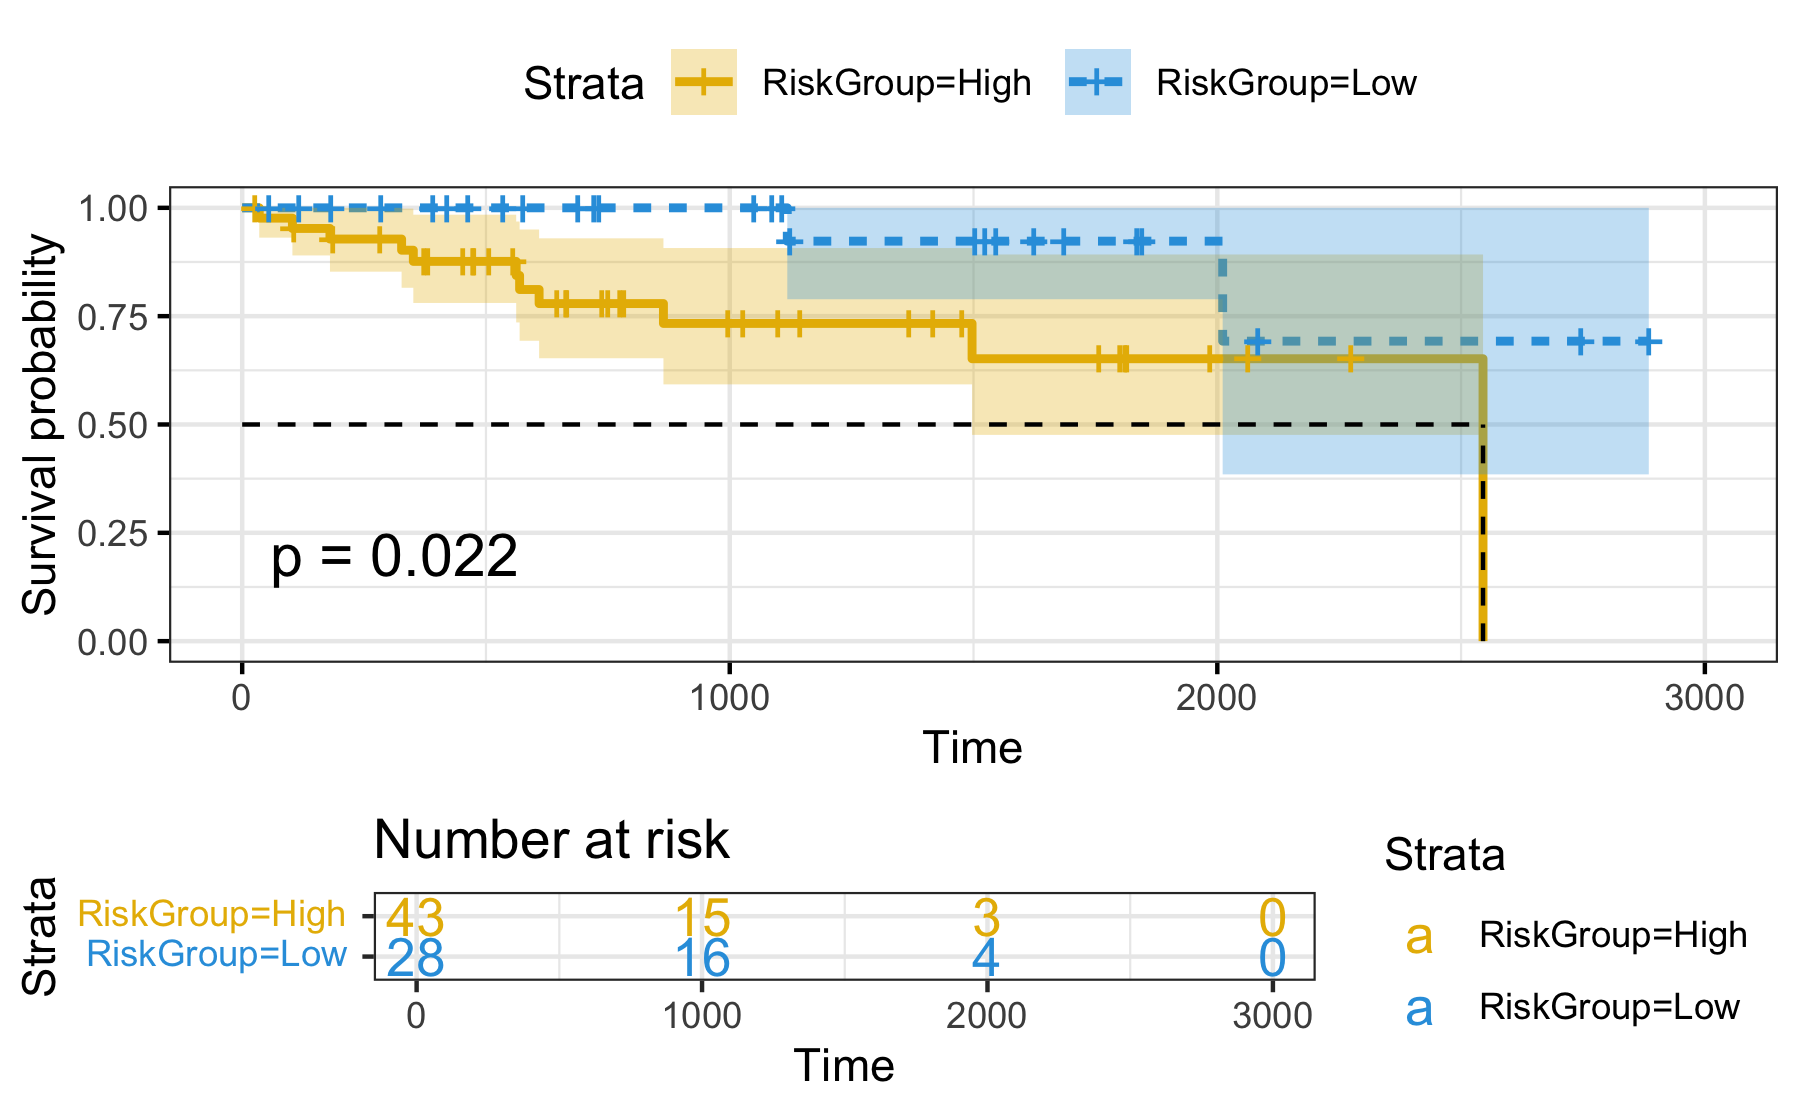 Strata RiskGroup=High RiskGroup=Low
Survival probability
1.00
0.75
0.50
0.25
0.00
p = 0.022
0 1000 2000 3000
Time
Number at risk
Strata
RiskGroup=High 43 15 3 0
RiskGroup=Low 28 16 4 0
0 1000 2000 3000
Time
Strata
a RiskGroup=High
a RiskGroup=Low